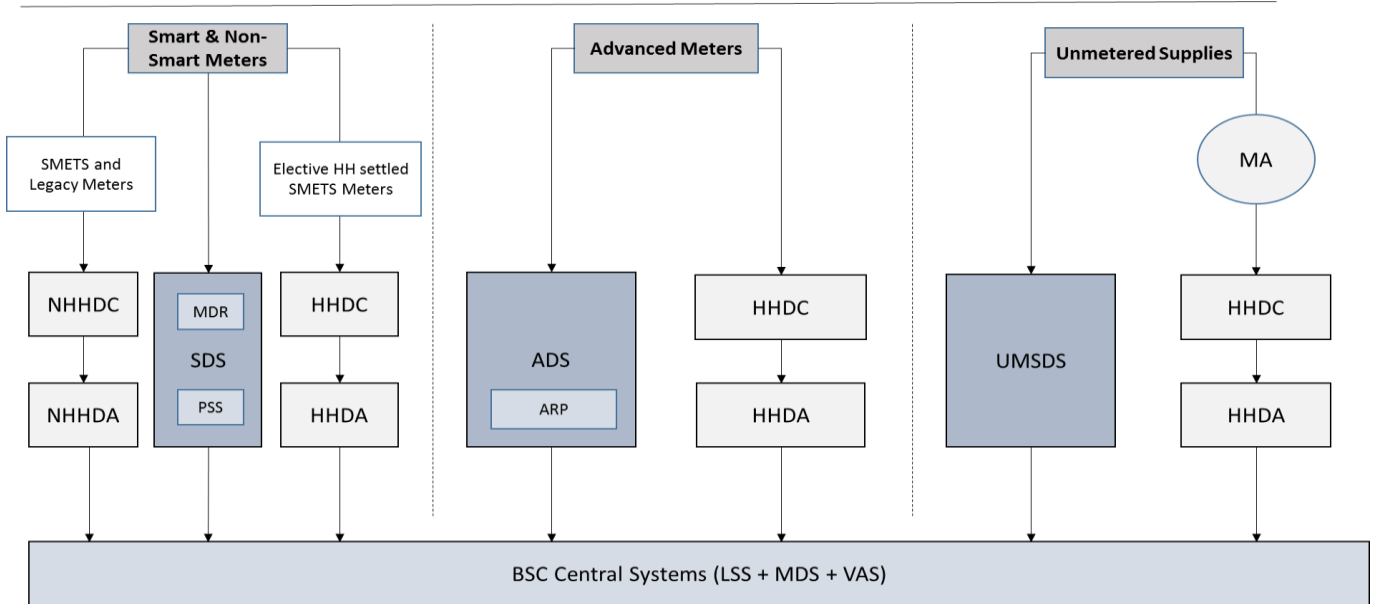 Smart & Non-
Smart Meters
Advanced Meters
Unmetered Supplies
SMETS and
Legacy Meters
Elective HH settled
SMETS Meters
MA
NHHDC
MDR
SDS
PSS
HHDC
ADS
ARP
HHDC
UMSDS
HHDC
NHHDA
HHDA
HHDA
HHDA
BSC Central Systems (LSS + MDS + VAS)